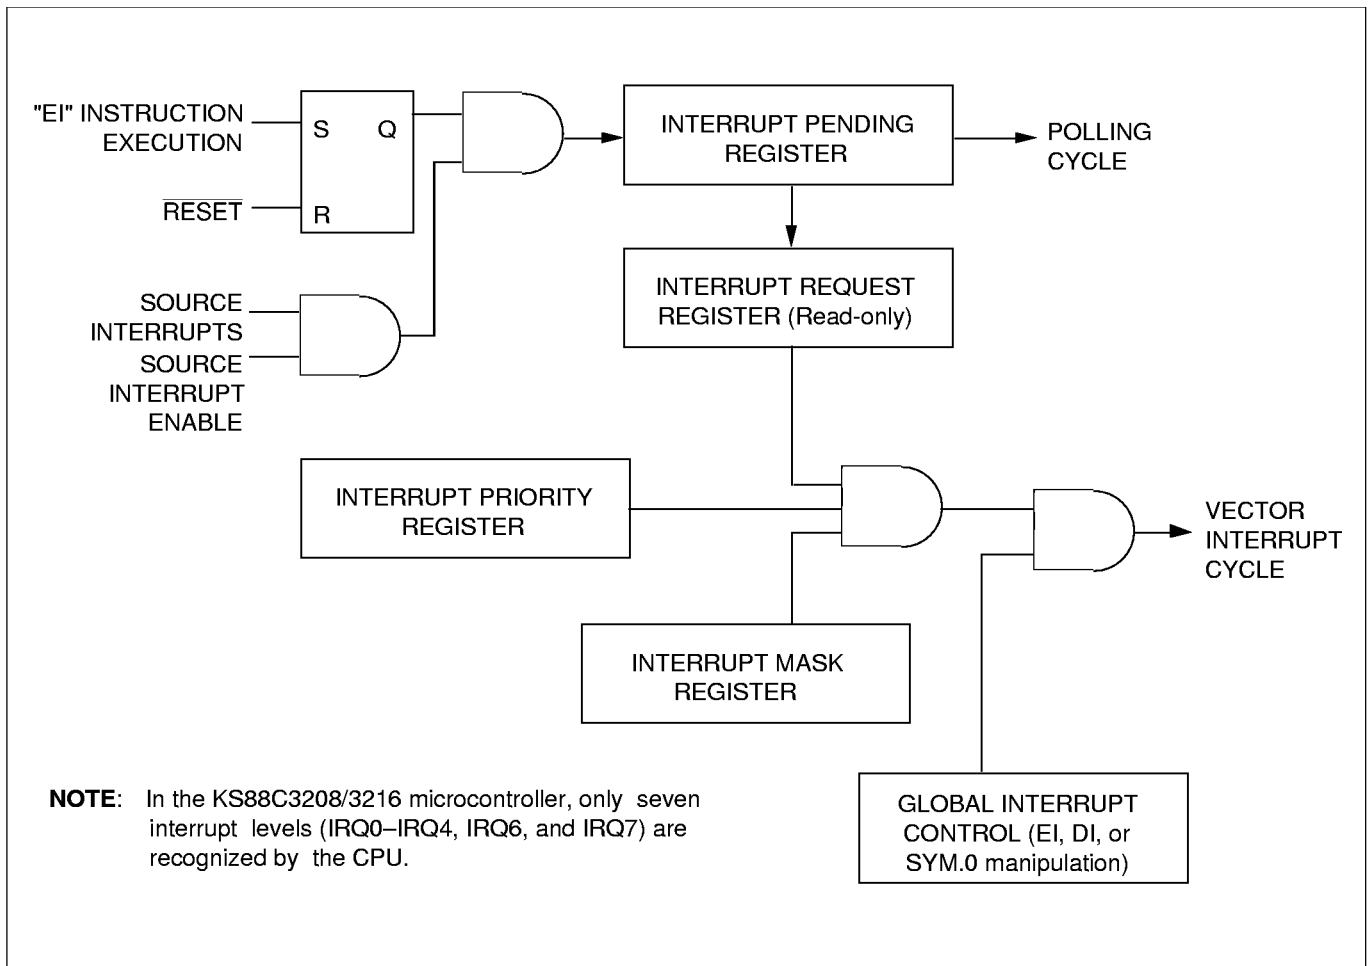 "EI" INSTRUCTION
EXECUTION
S Q
R
RESET
SOURCE
INTERRUPTS
SOURCE
INTERRUPT
ENABLE
INTERRUPT PENDING
REGISTER
POLLING
CYCLE
INTERRUPT REQUEST
REGISTER (Read-only)
INTERRUPT PRIORITY
REGISTER
VECTOR
INTERRUPT
CYCLE
INTERRUPT MASK
REGISTER
GLOBAL INTERRUPT
CONTROL (EI, DI, or
SYM.0 manipulation)
NOTE: In the KS88C3208/3216 microcontroller, only seven
interrupt levels (IRQ0–IRQ4, IRQ6, and IRQ7) are
recognized by the CPU.